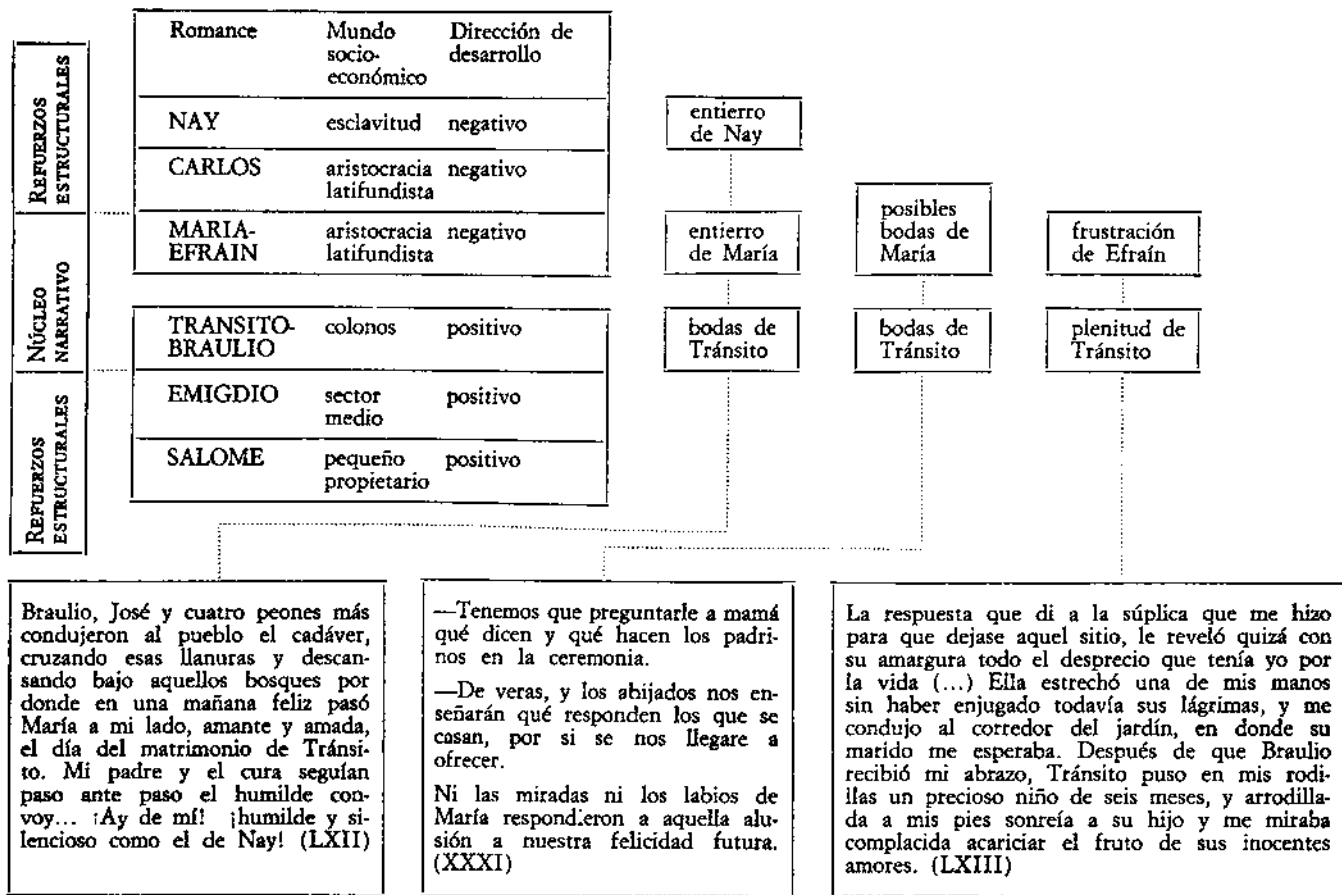 REFUERZOS
ESTRUCTURALES
NÚCLEO
NARRATIVO
REFUERZOS
ESTRUCTURALES
Romance Mundo Dirección de
socio- desarrollo
económico
NAY esclavitud negativo
CARLOS aristocracia negativo
latifundista
MARIA- aristocracia negativo
EFRAIN latifundista
TRANSITO- colonos positivo
BRAULIO
EMIGDIO sector positivo
medio
SALOME pequeño positivo
propietario
entierro
de Nay
entierro
de María
bodas de
Tránsito
posibles
bodas de
María
bodas de
Tránsito
frustración
de Efraín
plenitud de
Tránsito
Braulio, José y cuatro peones más
condujeron al pueblo el cadáver,
cruzando esas llanuras y descan-
sando bajo aquellos bosques por
donde en una mañana feliz pasó
María a mi lado, amante y amada,
el día del matrimonio de Tránsi-
to. Mi padre y el cura seguían
paso ante paso el humilde con-
voy... ¡Ay de mí! ¡humilde y si-
lencioso como el de Nay! (LXII)
—Tenemos que preguntarle a mamá
qué dicen y qué hacen los padri-
nos en la ceremonia.
—De veras, y los ahijados nos en-
señarán qué responden los que se
casan, por si se nos llegare a
ofrecer.
Ni las miradas ni los labios de
María respondieron a aquella alu-
sión a nuestra felicidad futura.
(XXXI)
La respuesta que di a la súplica que me hizo
para que dejase aquel sitio, le reveló quizá con
su amargura todo el desprecio que tenía yo por
la vida (...) Ella estrechó una de mis manos
sin haber enjugado todavía sus lágrimas, y me
condujo al corredor del jardín, en donde su
marido me esperaba. Después de que Braulio
recibió mi abrazo, Tránsito puso en mis rodi-
llas un precioso niño de seis meses, y arrodilla-
da a mis pies sonreía a su hijo y me miraba
complacida acariciar el fruto de sus inocentes
amores. (LXIII)